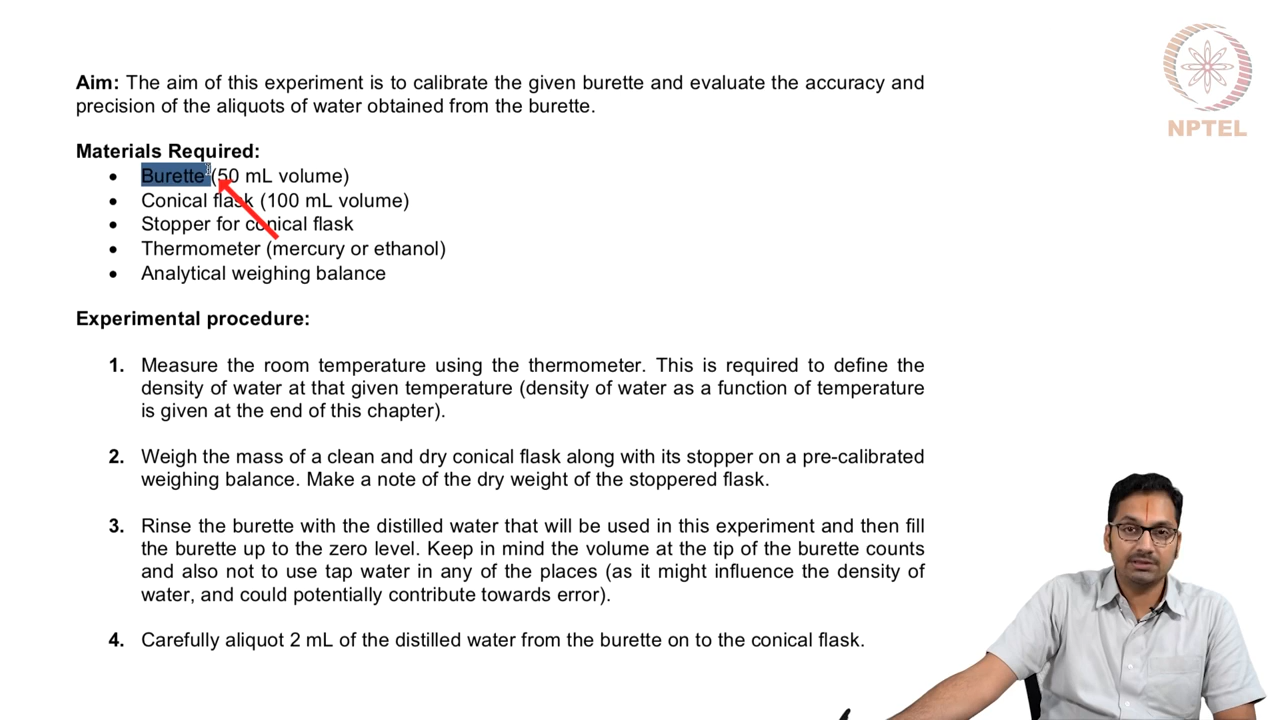 NPTEL
Aim: The aim of this experiment is to calibrate the given burette and evaluate the accuracy and
precision of the aliquots of water obtained from the burette.
Materials Required:
• Burette (50 mL volume)
• Conical flask (100 mL volume)
• Stopper for conical flask
• Thermometer (mercury or ethanol)
• Analytical weighing balance
Experimental procedure:
1. Measure the room temperature using the thermometer. This is required to define the
density of water at that given temperature (density of water as a function of temperature
is given at the end of this chapter).
2. Weigh the mass of a clean and dry conical flask along with its stopper on a pre-calibrated
weighing balance. Make a note of the dry weight of the stoppered flask.
3. Rinse the burette with the distilled water that will be used in this experiment and then fill
the burette up to the zero level. Keep in mind the volume at the tip of the burette counts
and also not to use tap water in any of the places (as it might influence the density of
water, and could potentially contribute towards error).
4. Carefully aliquot 2 mL of the distilled water from the burette on to the conical flask.